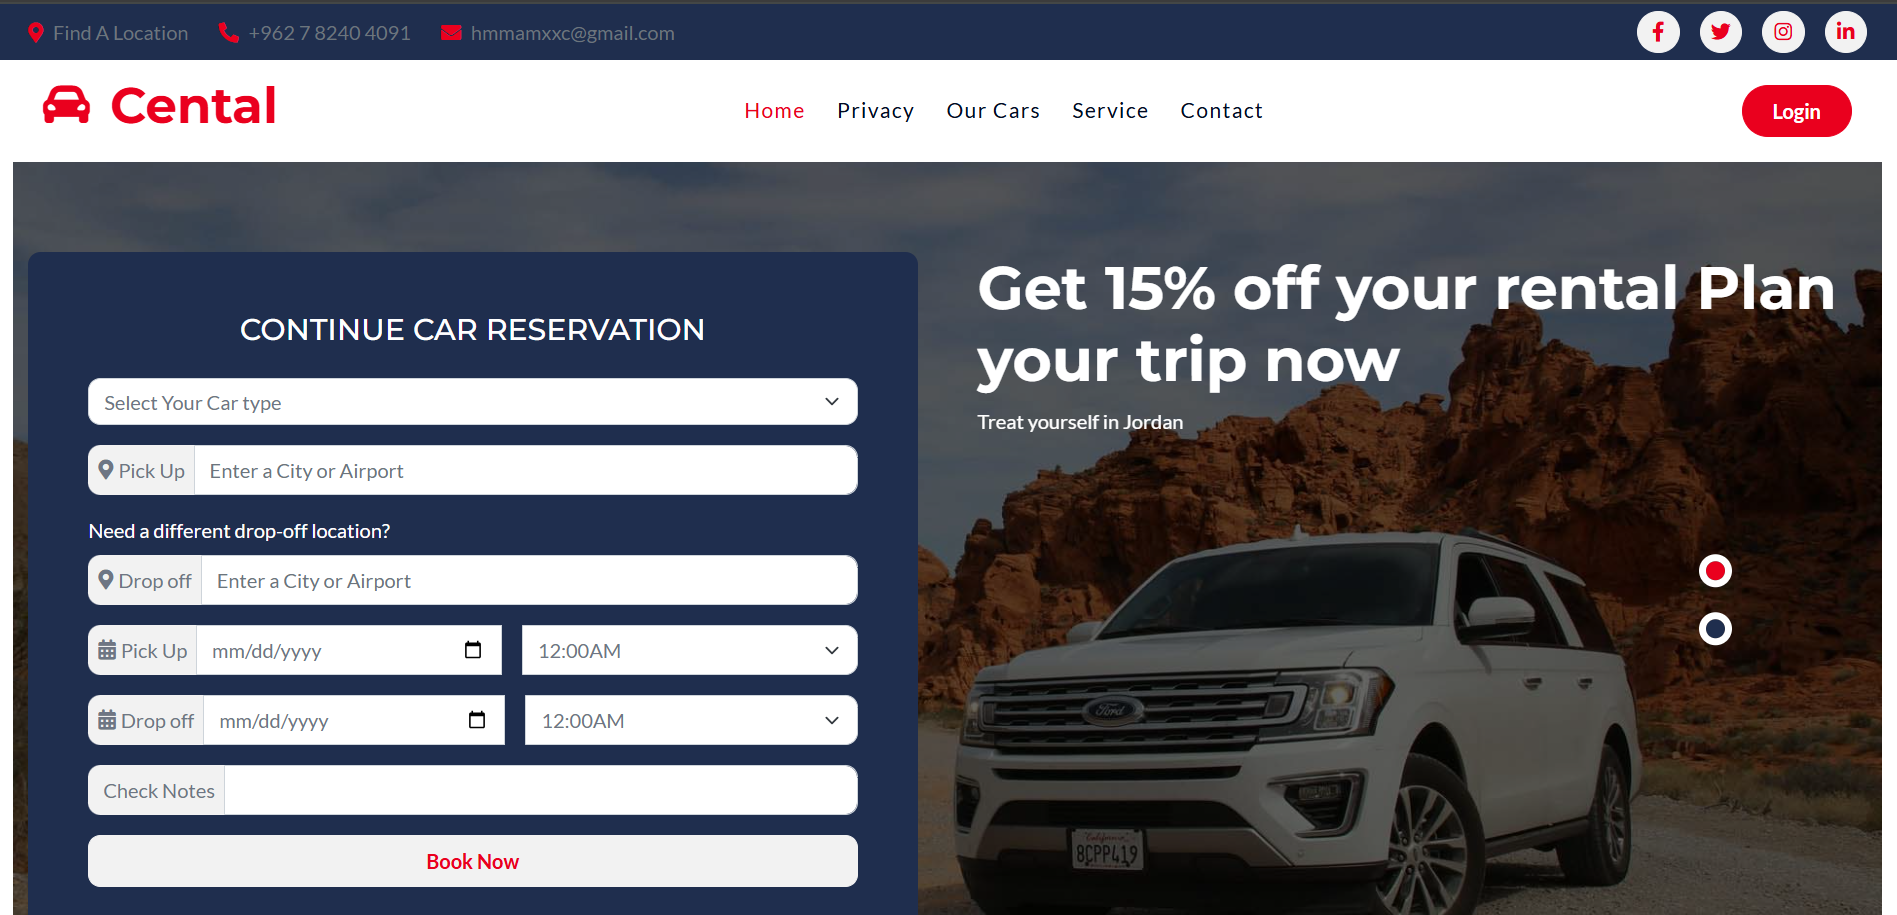 Find A Location +962 7 8240 4091 hmmamxxc@gmail.com
Cental
Home Privacy Our Cars Service Contact
Login
CONTINUE CAR RESERVATION
Select Your Car type
Pick Up Enter a City or Airport
Need a different drop-off location?
Drop off Enter a City or Airport
Pick Up mm/dd/yyyy 12:00AM
Drop off mm/dd/yyyy 12:00AM
Check Notes
Book Now
Get 15% off your rental Plan
your trip now
Treat yourself in Jordan
Ford
California
8CPP419